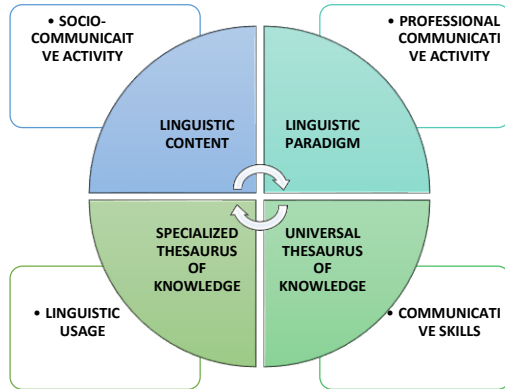 • SOCIO-
COMMUNICAIT
VE ACTIVITY
• PROFESSIONAL
COMMUNICATI
VE ACTIVITY
LINGUISTIC
CONTENT
LINGUISTIC
PARADIGM
SPECIALIZED
THESAURUS
OF
KNOWLEDGE
UNIVERSAL
THESAURUS
OF
KNOWLEDGE
• LINGUISTIC
USAGE
• COMMUNICATI
VE SKILLS